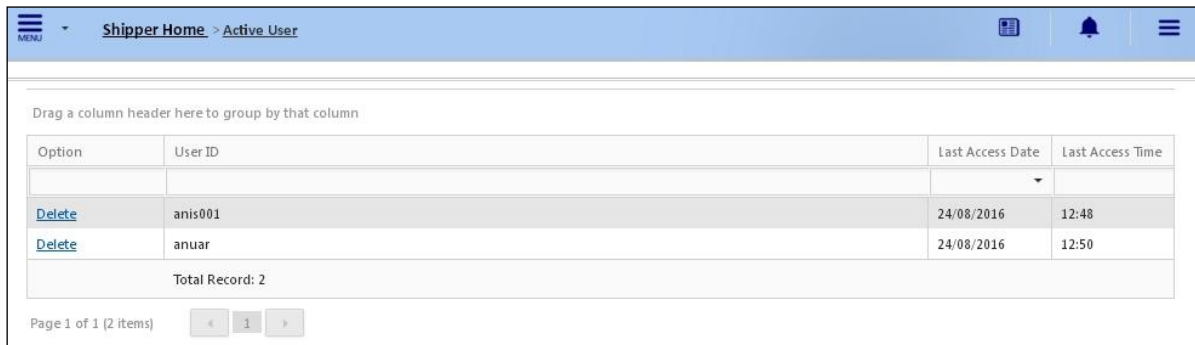 MENU Shipper Home > Active User
Drag a column header here to group by that column
Option User ID Last Access Date Last Access Time
Delete anis001 24/08/2016 12:48
Delete anuar 24/08/2016 12:50
Total Record: 2
Page 1 of 1 (2 items) 1